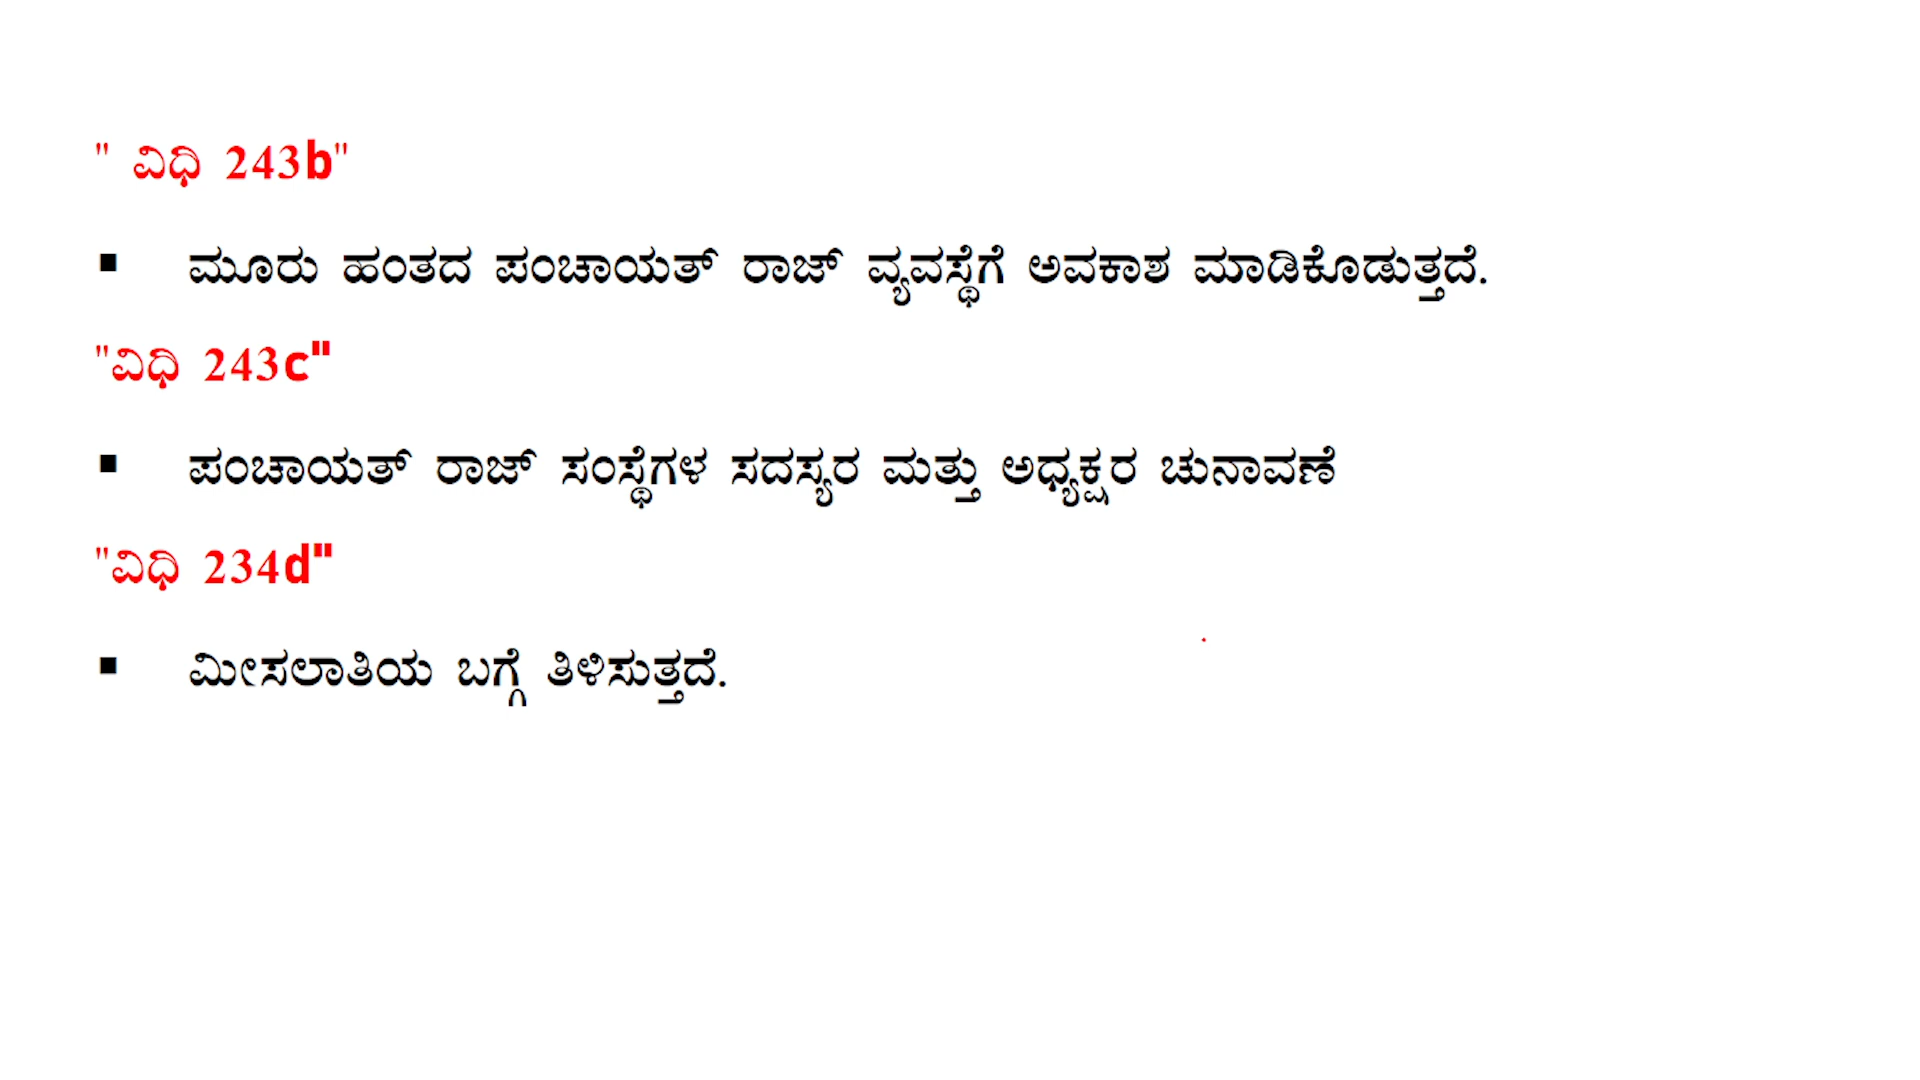 " ವಿಧಿ 243b"
▪ ಮೂರು ಹಂತದ ಪಂಚಾಯತ್ ರಾಜ್ ವ್ಯವಸ್ಥೆಗೆ ಅವಕಾಶ ಮಾಡಿಕೊಡುತ್ತದೆ.
"ವಿಧಿ 243c"
▪ ಪಂಚಾಯತ್ ರಾಜ್ ಸಂಸ್ಥೆಗಳ ಸದಸ್ಯರ ಮತ್ತು ಅಧ್ಯಕ್ಷರ ಚುನಾವಣೆ
"ವಿಧಿ 234d"
▪ ಮೀಸಲಾತಿಯ ಬಗ್ಗೆ ತಿಳಿಸುತ್ತದೆ.